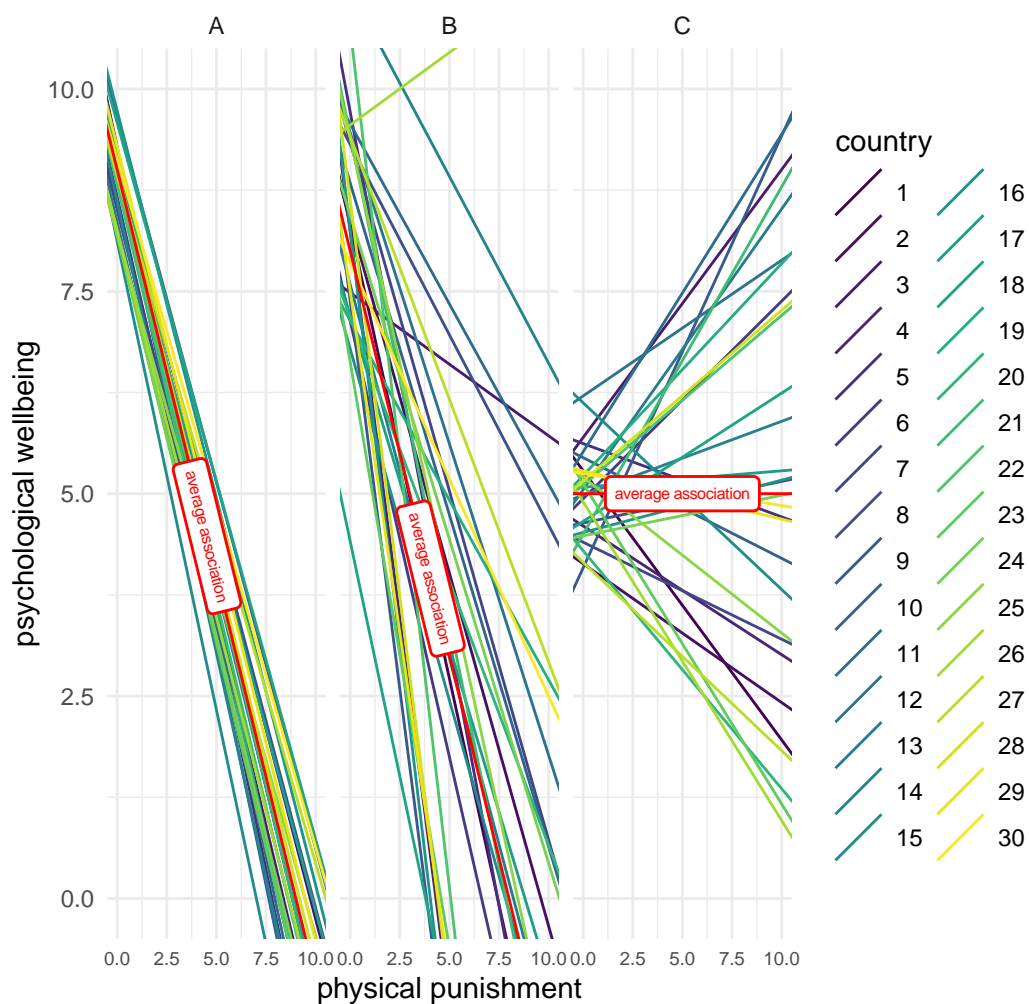 A B C
psychological wellbeing
10.0
7.5
5.0
2.5
0.0
average association
average association
average association
0.0 2.5 5.0 7.5 10.0 0.0 2.5 5.0 7.5 10.0 0.0 2.5 5.0 7.5 10.0
physical punishment
country
1 16
2 17
3 18
4 19
5 20
6 21
7 22
8 23
9 24
10 25
11 26
12 27
13 28
14 29
15 30